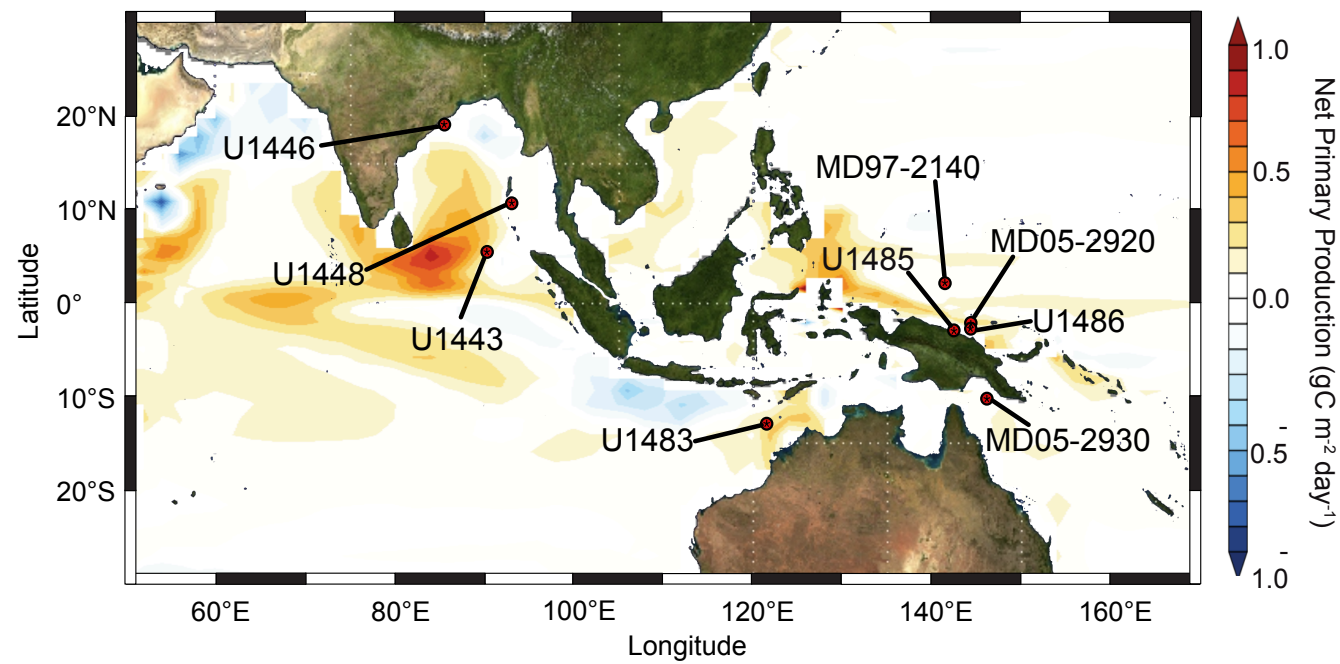 1.0
20°N
U1446
MD97-2140
0.5
10°N
MD05-2920
U1485
U1448
0°
0.0
U1486
U1443
Latitude
Net Primary Production (gC m-2 day-1)
10°S
U1483
MD05-2930
-
0.5
20°S
-
1.0
60°E
80°E
100°E
120°E
140°E
160°E
Longitude